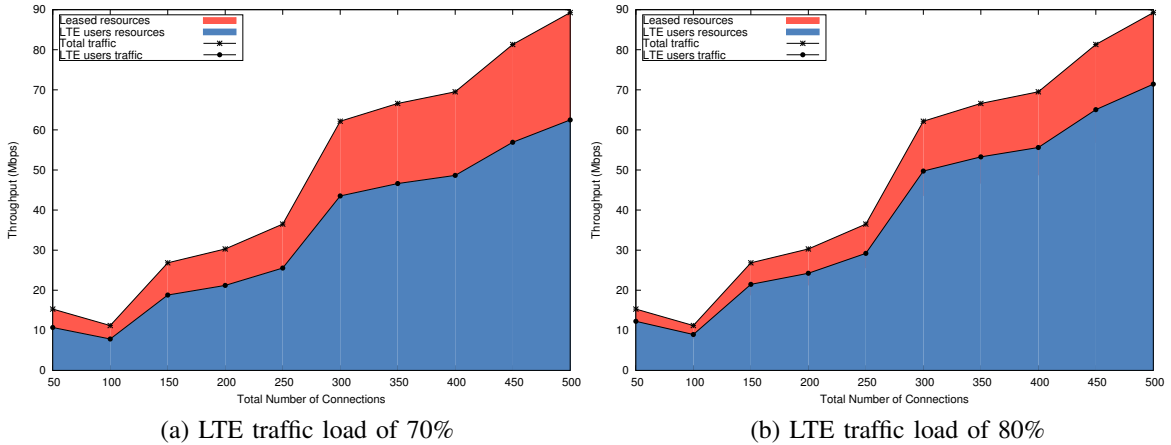 90
80
70
60
50
40
30
20
10
0
Throughput (Mbps)
Leased resources
LTE users resources
Total traffic
LTE users traffic
50 100 150 200 250 300 350 400 450 500
Total Number of Connections
(a) LTE traffic load of 70%
90
80
70
60
50
40
30
20
10
0
Throughput (Mbps)
Leased resources
LTE users resources
Total traffic
LTE users traffic
50 100 150 200 250 300 350 400 450 500
Total Number of Connections
(b) LTE traffic load of 80%